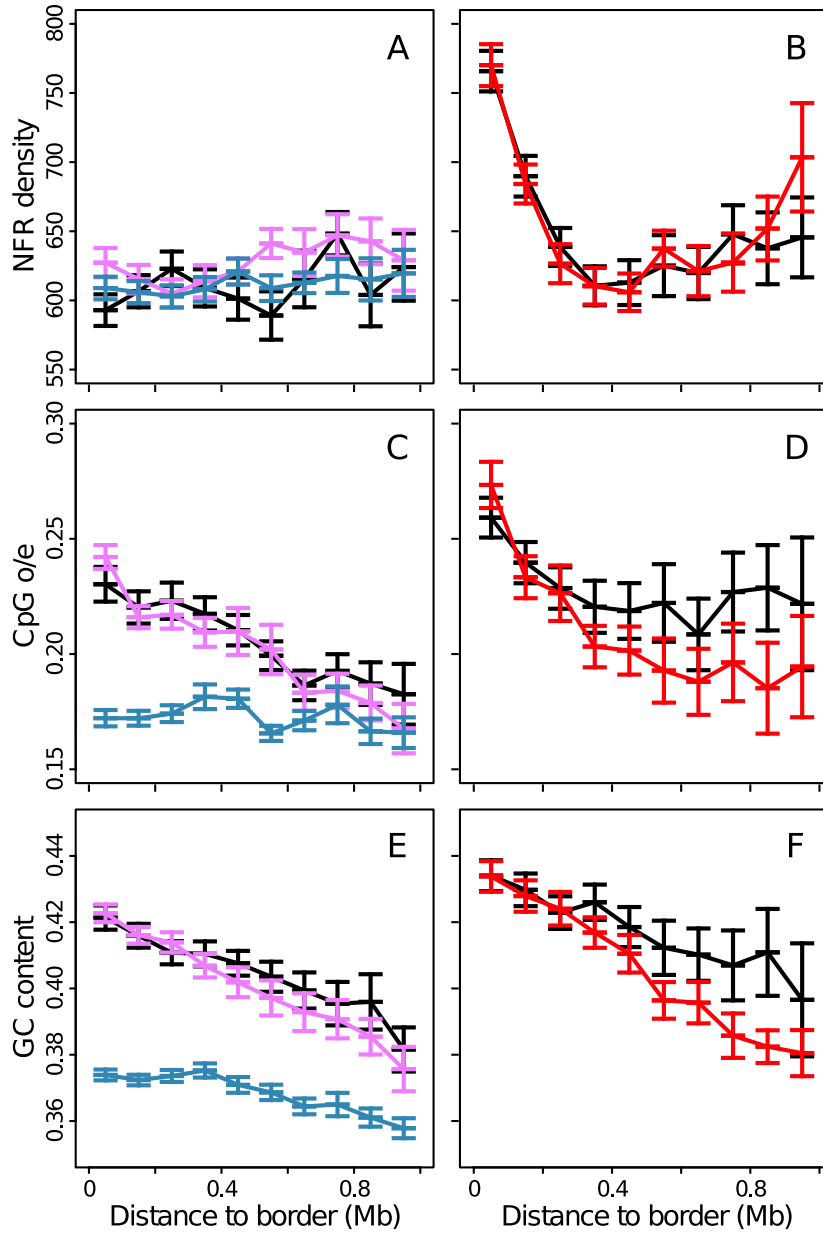 A
B
NFR density
800
750
700
650
600
550
C
D
CpG o/e
0.30
0.25
0.20
0.15
E
F
GC content
0.44
0.42
0.40
0.38
0.36
0 0.4 0.8
0 0.4 0.8
Distance to border (Mb)
Distance to border (Mb)